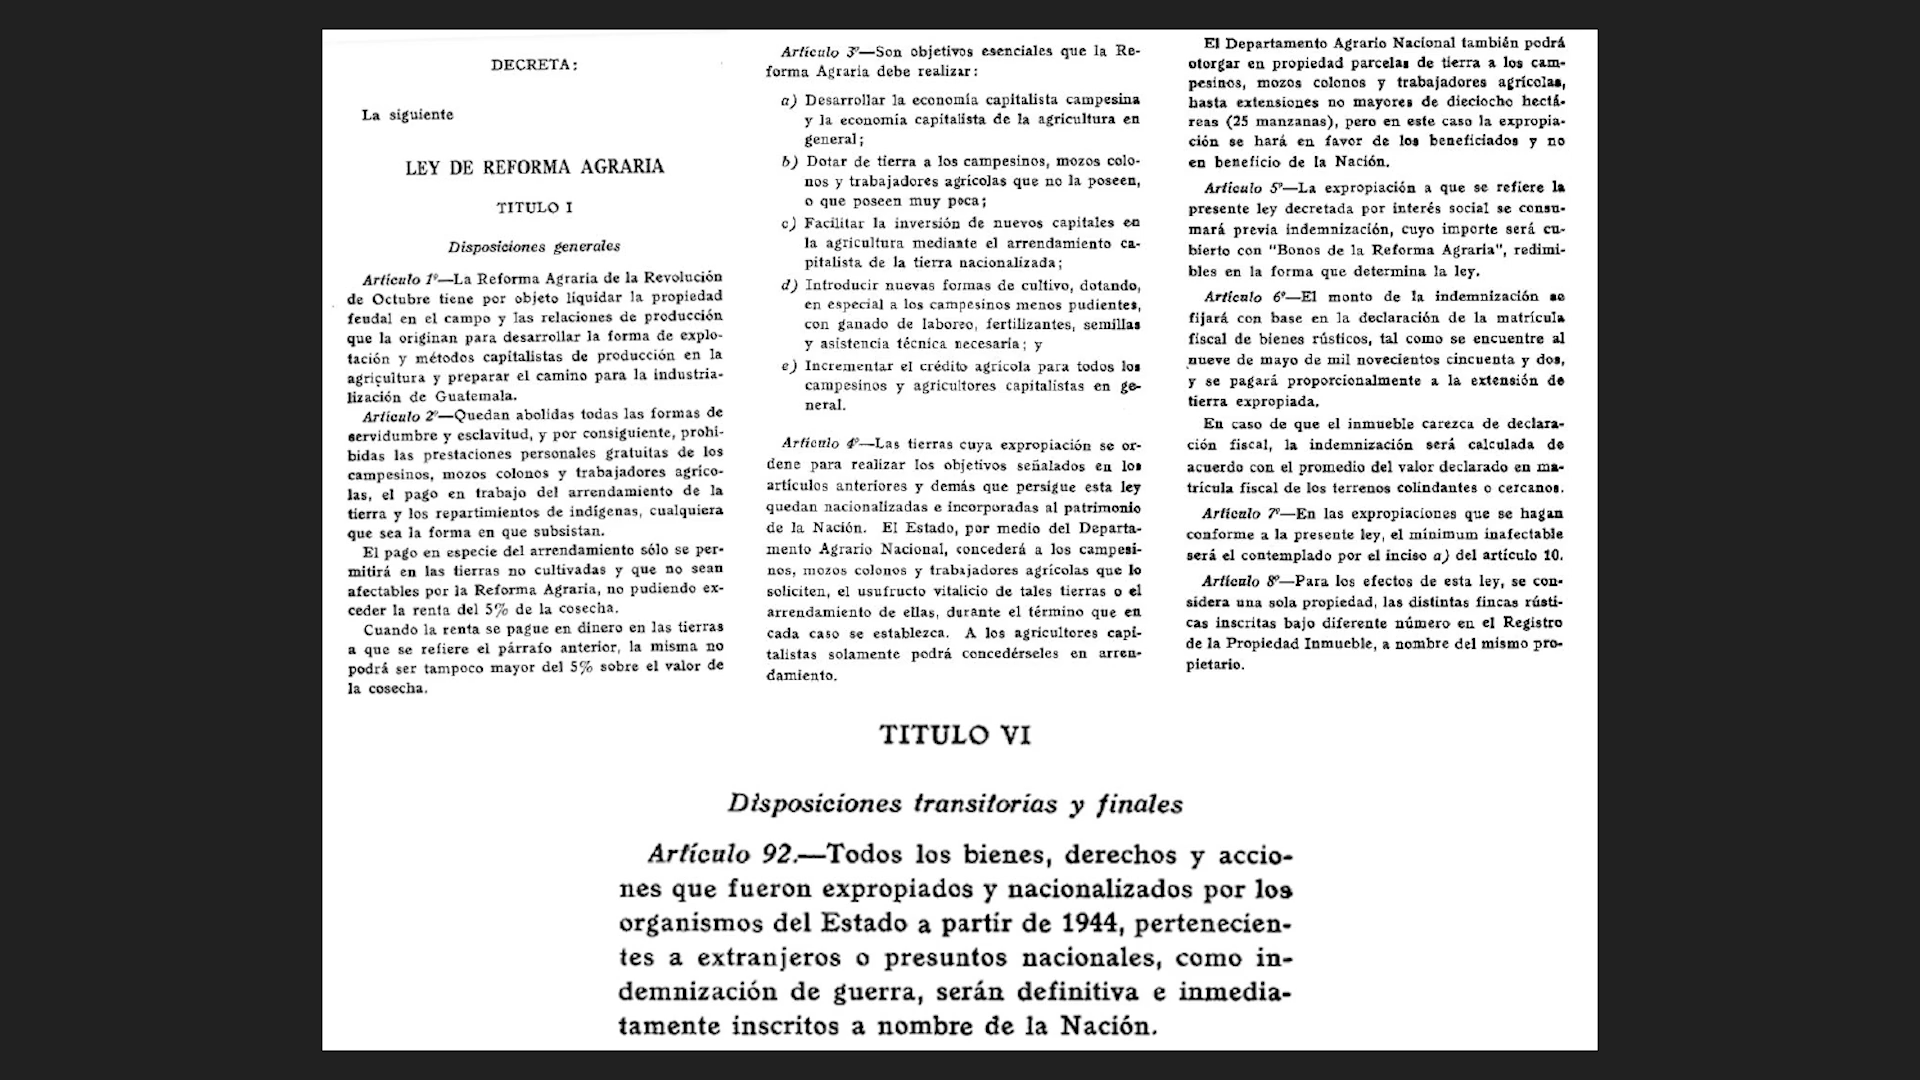 DECRETA:
La siguiente
LEY DE REFORMA AGRARIA
TITULO I
Disposiciones generales
Artículo 1º—La Reforma Agraria de la Revolución
de Octubre tiene por objeto liquidar la propiedad
feudal en el campo y las relaciones de producción
que la originan para desarrollar la forma de explo-
tación y métodos capitalistas de producción en la
agricultura y preparar el camino para la industria-
lización de Guatemala.
Artículo 2º—Quedan abolidas todas las formas de
servidumbre y esclavitud, y por consiguiente, prohi-
bidas las prestaciones personales gratuitas de los
campesinos, mozos colonos y trabajadores agríco-
las, el pago en trabajo del arrendamiento de la
tierra y los repartimientos de indígenas, cualquiera
que sea la forma en que subsistan.
El pago en especie del arrendamiento sólo se per-
mitirá en las tierras no cultivadas y que no sean
afectables por la Reforma Agraria, no pudiendo ex-
ceder la renta del 5% de la cosecha.
Cuando la renta se pague en dinero en las tierras
a que se refiere el párrafo anterior, la misma no
podrá ser tampoco mayor del 5% sobre el valor de
la cosecha.
Artículo 3º—Son objetivos esenciales que la Re-
forma Agraria debe realizar:
a) Desarrollar la economía capitalista campesina
y la economía capitalista de la agricultura en
general;
b) Dotar de tierra a los campesinos, mozos colo-
nos y trabajadores agrícolas que no la poseen,
o que poseen muy poca;
c) Facilitar la inversión de nuevos capitales en
la agricultura mediante el arrendamiento ca-
pitalista de la tierra nacionalizada;
d) Introducir nuevas formas de cultivo, dotando,
en especial a los campesinos menos pudientes,
con ganado de laboreo, fertilizantes, semillas
y asistencia técnica necesaria; y
e) Incrementar el crédito agrícola para todos los
campesinos y agricultores capitalistas en ge-
neral.
Artículo 4º—Las tierras cuya expropiación se or-
dene para realizar los objetivos señalados en los
artículos anteriores y demás que persigue esta ley
quedan nacionalizadas e incorporadas al patrimonio
de la Nación. El Estado, por medio del Departa-
mento Agrario Nacional, concederá a los campesi-
nos, mozos colonos y trabajadores agrícolas que lo
soliciten, el usufructo vitalicio de tales tierras o el
arrendamiento de ellas, durante el término que en
cada caso se establezca. A los agricultores capi-
talistas solamente podrá concedérseles en arren-
damiento.
El Departamento Agrario Nacional también podrá
otorgar en propiedad parcelas de tierra a los cam-
pesinos, mozos colonos y trabajadores agrícolas,
hasta extensiones no mayores de dieciocho hectá-
reas (25 manzanas), pero en este caso la expropia-
ción se hará en favor de los beneficiados y no
en beneficio de la Nación.
Artículo 5º—La expropiación a que se refiere la
presente ley decretada por interés social se consu-
mará previa indemnización, cuyo importe será cu-
bierto con "Bonos de la Reforma Agraria", redimi-
bles en la forma que determina la ley.
Artículo 6º—El monto de la indemnización se
fijará con base en la declaración de la matrícula
fiscal de bienes rústicos, tal como se encuentre al
nueve de mayo de mil novecientos cincuenta y dos,
y se pagará proporcionalmente a la extensión de
tierra expropiada.
En caso de que el inmueble carezca de declara-
ción fiscal, la indemnización será calculada de
acuerdo con el promedio del valor declarado en ma-
trícula fiscal de los terrenos colindantes o cercanos.
Artículo 7º—En las expropiaciones que se hagan
conforme a la presente ley, el mínimum inafectable
será el contemplado por el inciso a) del artículo 10.
Artículo 8º—Para los efectos de esta ley, se con-
sidera una sola propiedad, las distintas fincas rústi-
cas inscritas bajo diferente número en el Registro
de la Propiedad Inmueble, a nombre del mismo pro-
pietario.
TITULO VI
Disposiciones transitorias y finales
Artículo 92.—Todos los bienes, derechos y accio-
nes que fueron expropiados y nacionalizados por los
organismos del Estado a partir de 1944, pertenecien-
tes a extranjeros o presuntos nacionales, como in-
demnización de guerra, serán definitiva e inmedia-
tamente inscritos a nombre de la Nación.